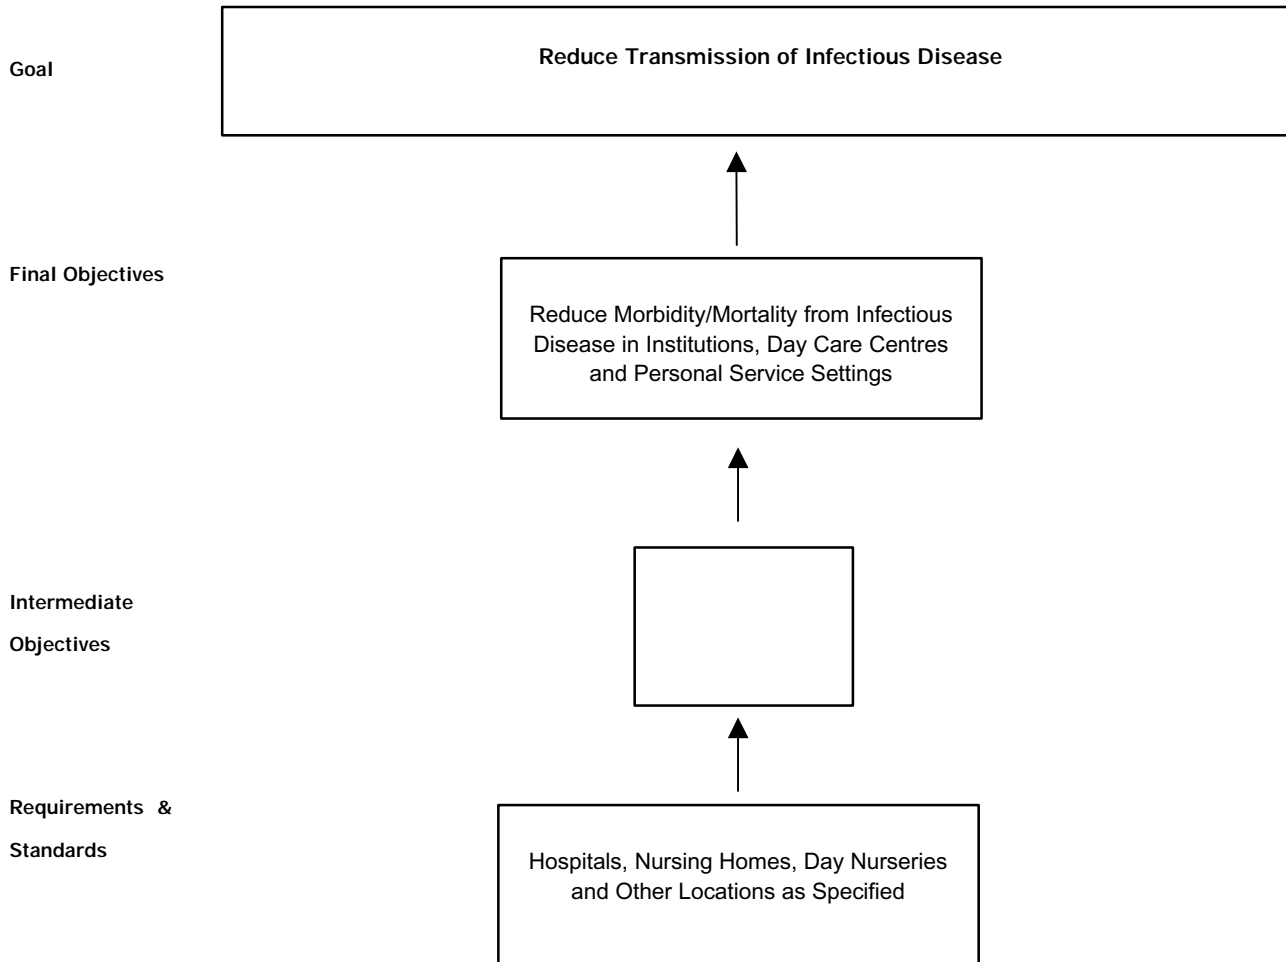 Goal
Reduce Transmission of Infectious Disease
Final Objectives
Reduce Morbidity/Mortality from Infectious
Disease in Institutions, Day Care Centres
and Personal Service Settings
Intermediate
Objectives
Requirements &
Standards
Hospitals, Nursing Homes, Day Nurseries
and Other Locations as Specified